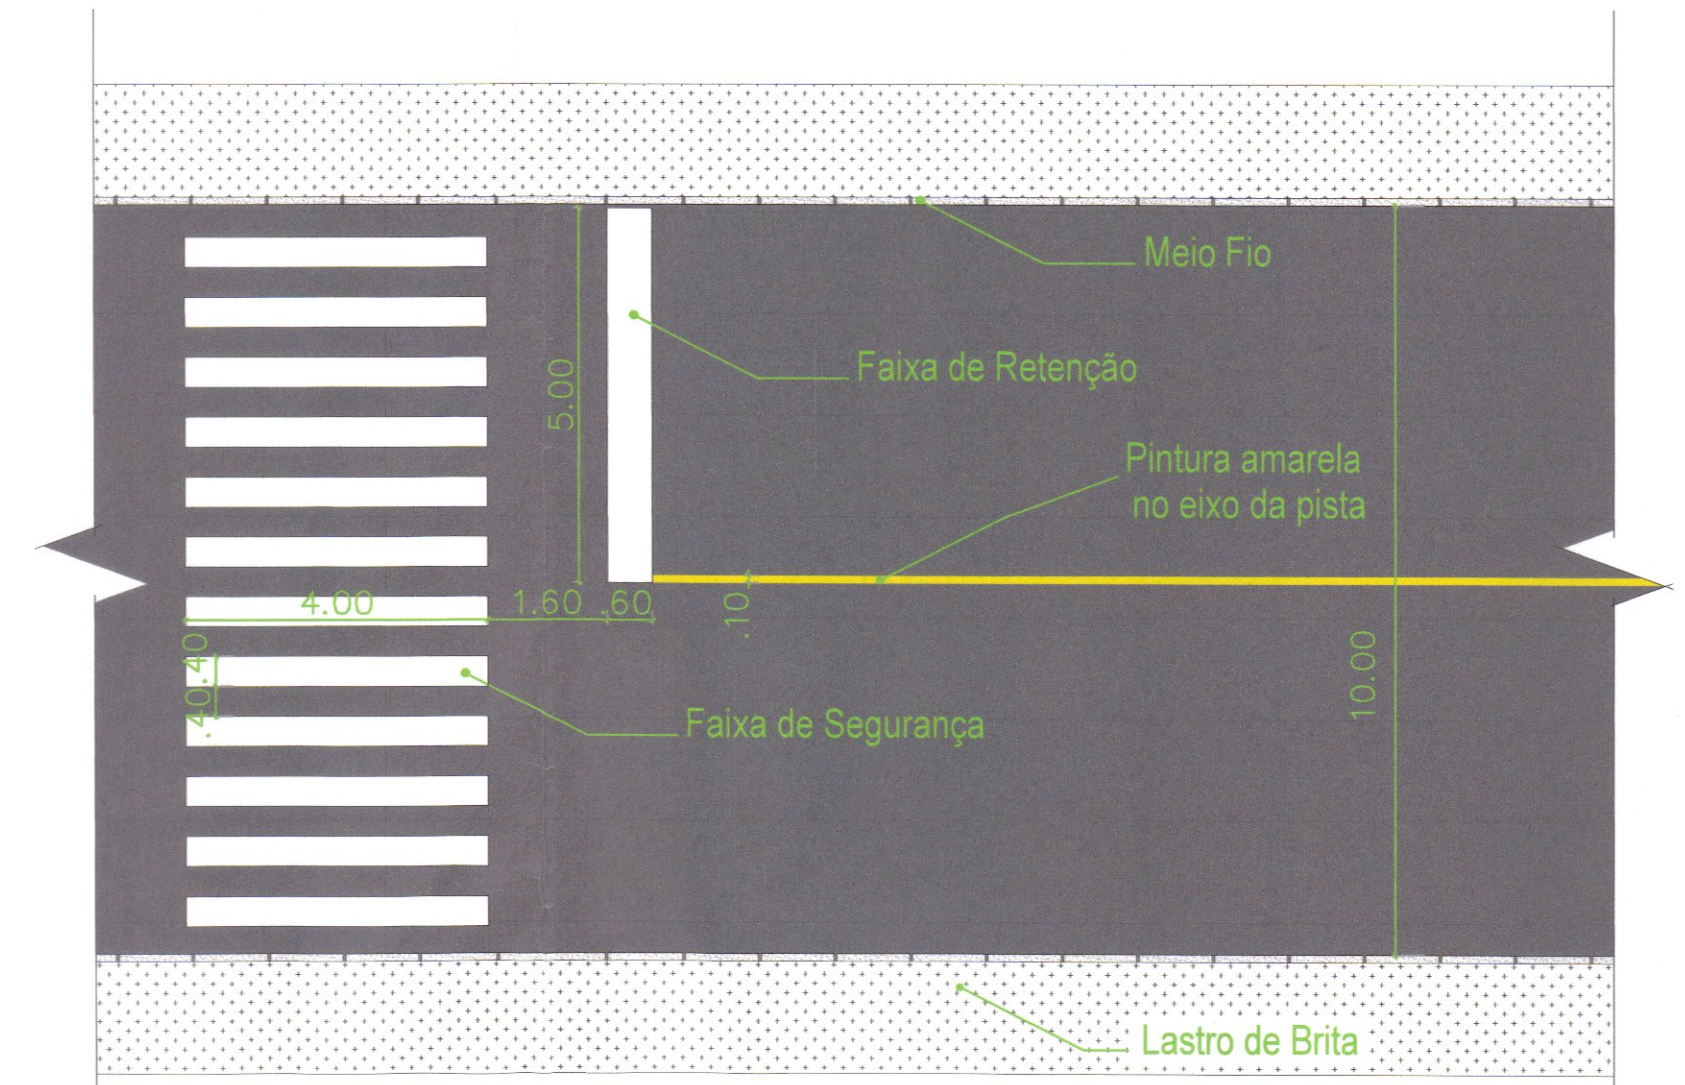 Meio Fio
Faixa de Retenção
5.00
Pintura amarela
no eixo da pista
4.00
1.60
.60
.10
.40
.40
10.00
Faixa de Segurança
Lastro de Brita